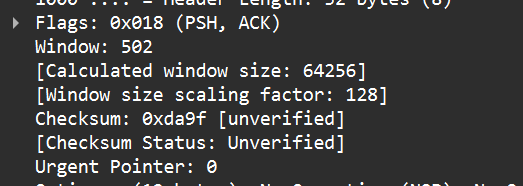 1000 .... = Header Length: 32 bytes (8)
Flags: 0x018 (PSH, ACK)
Window: 502
[Calculated window size: 64256]
[Window size scaling factor: 128]
Checksum: 0xda9f [unverified]
[Checksum Status: Unverified]
Urgent Pointer: 0